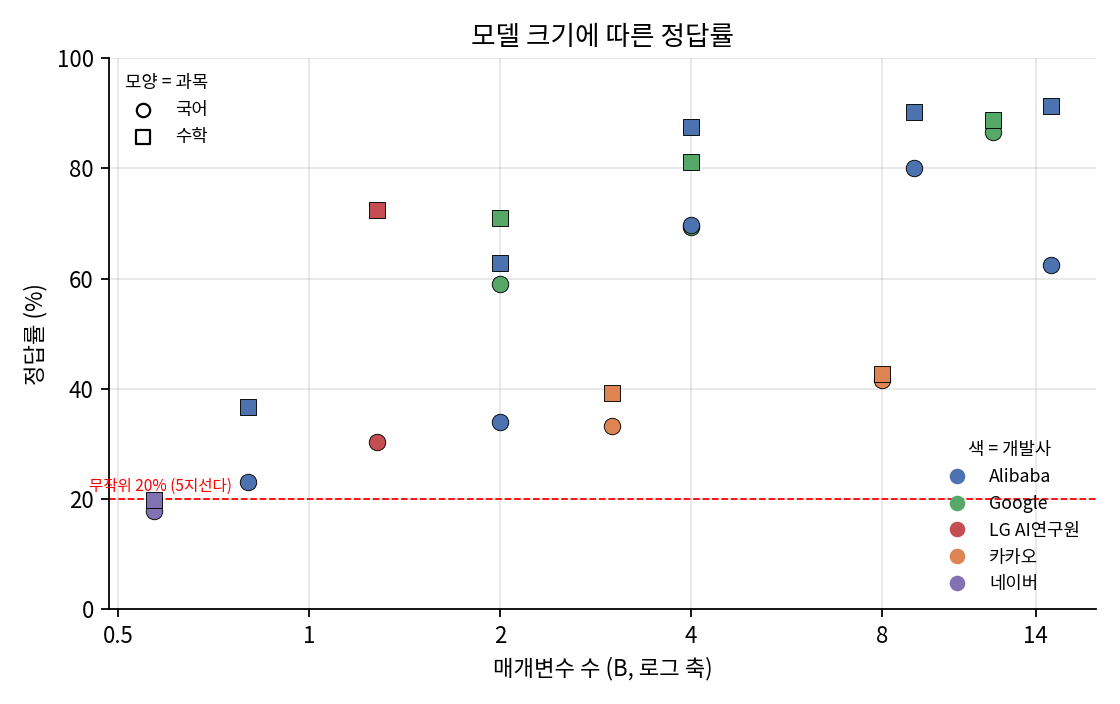 모델 크기에 따른 정답률
100
80
60
40
20
0
정답률 (%)
모양 = 과목
국어
수학
무작위 20% (5지선다)
색 = 개발사
Alibaba
Google
LG AI연구원
카카오
네이버
0.5 1 2 4 8 14
매개변수 수 (B, 로그 축)